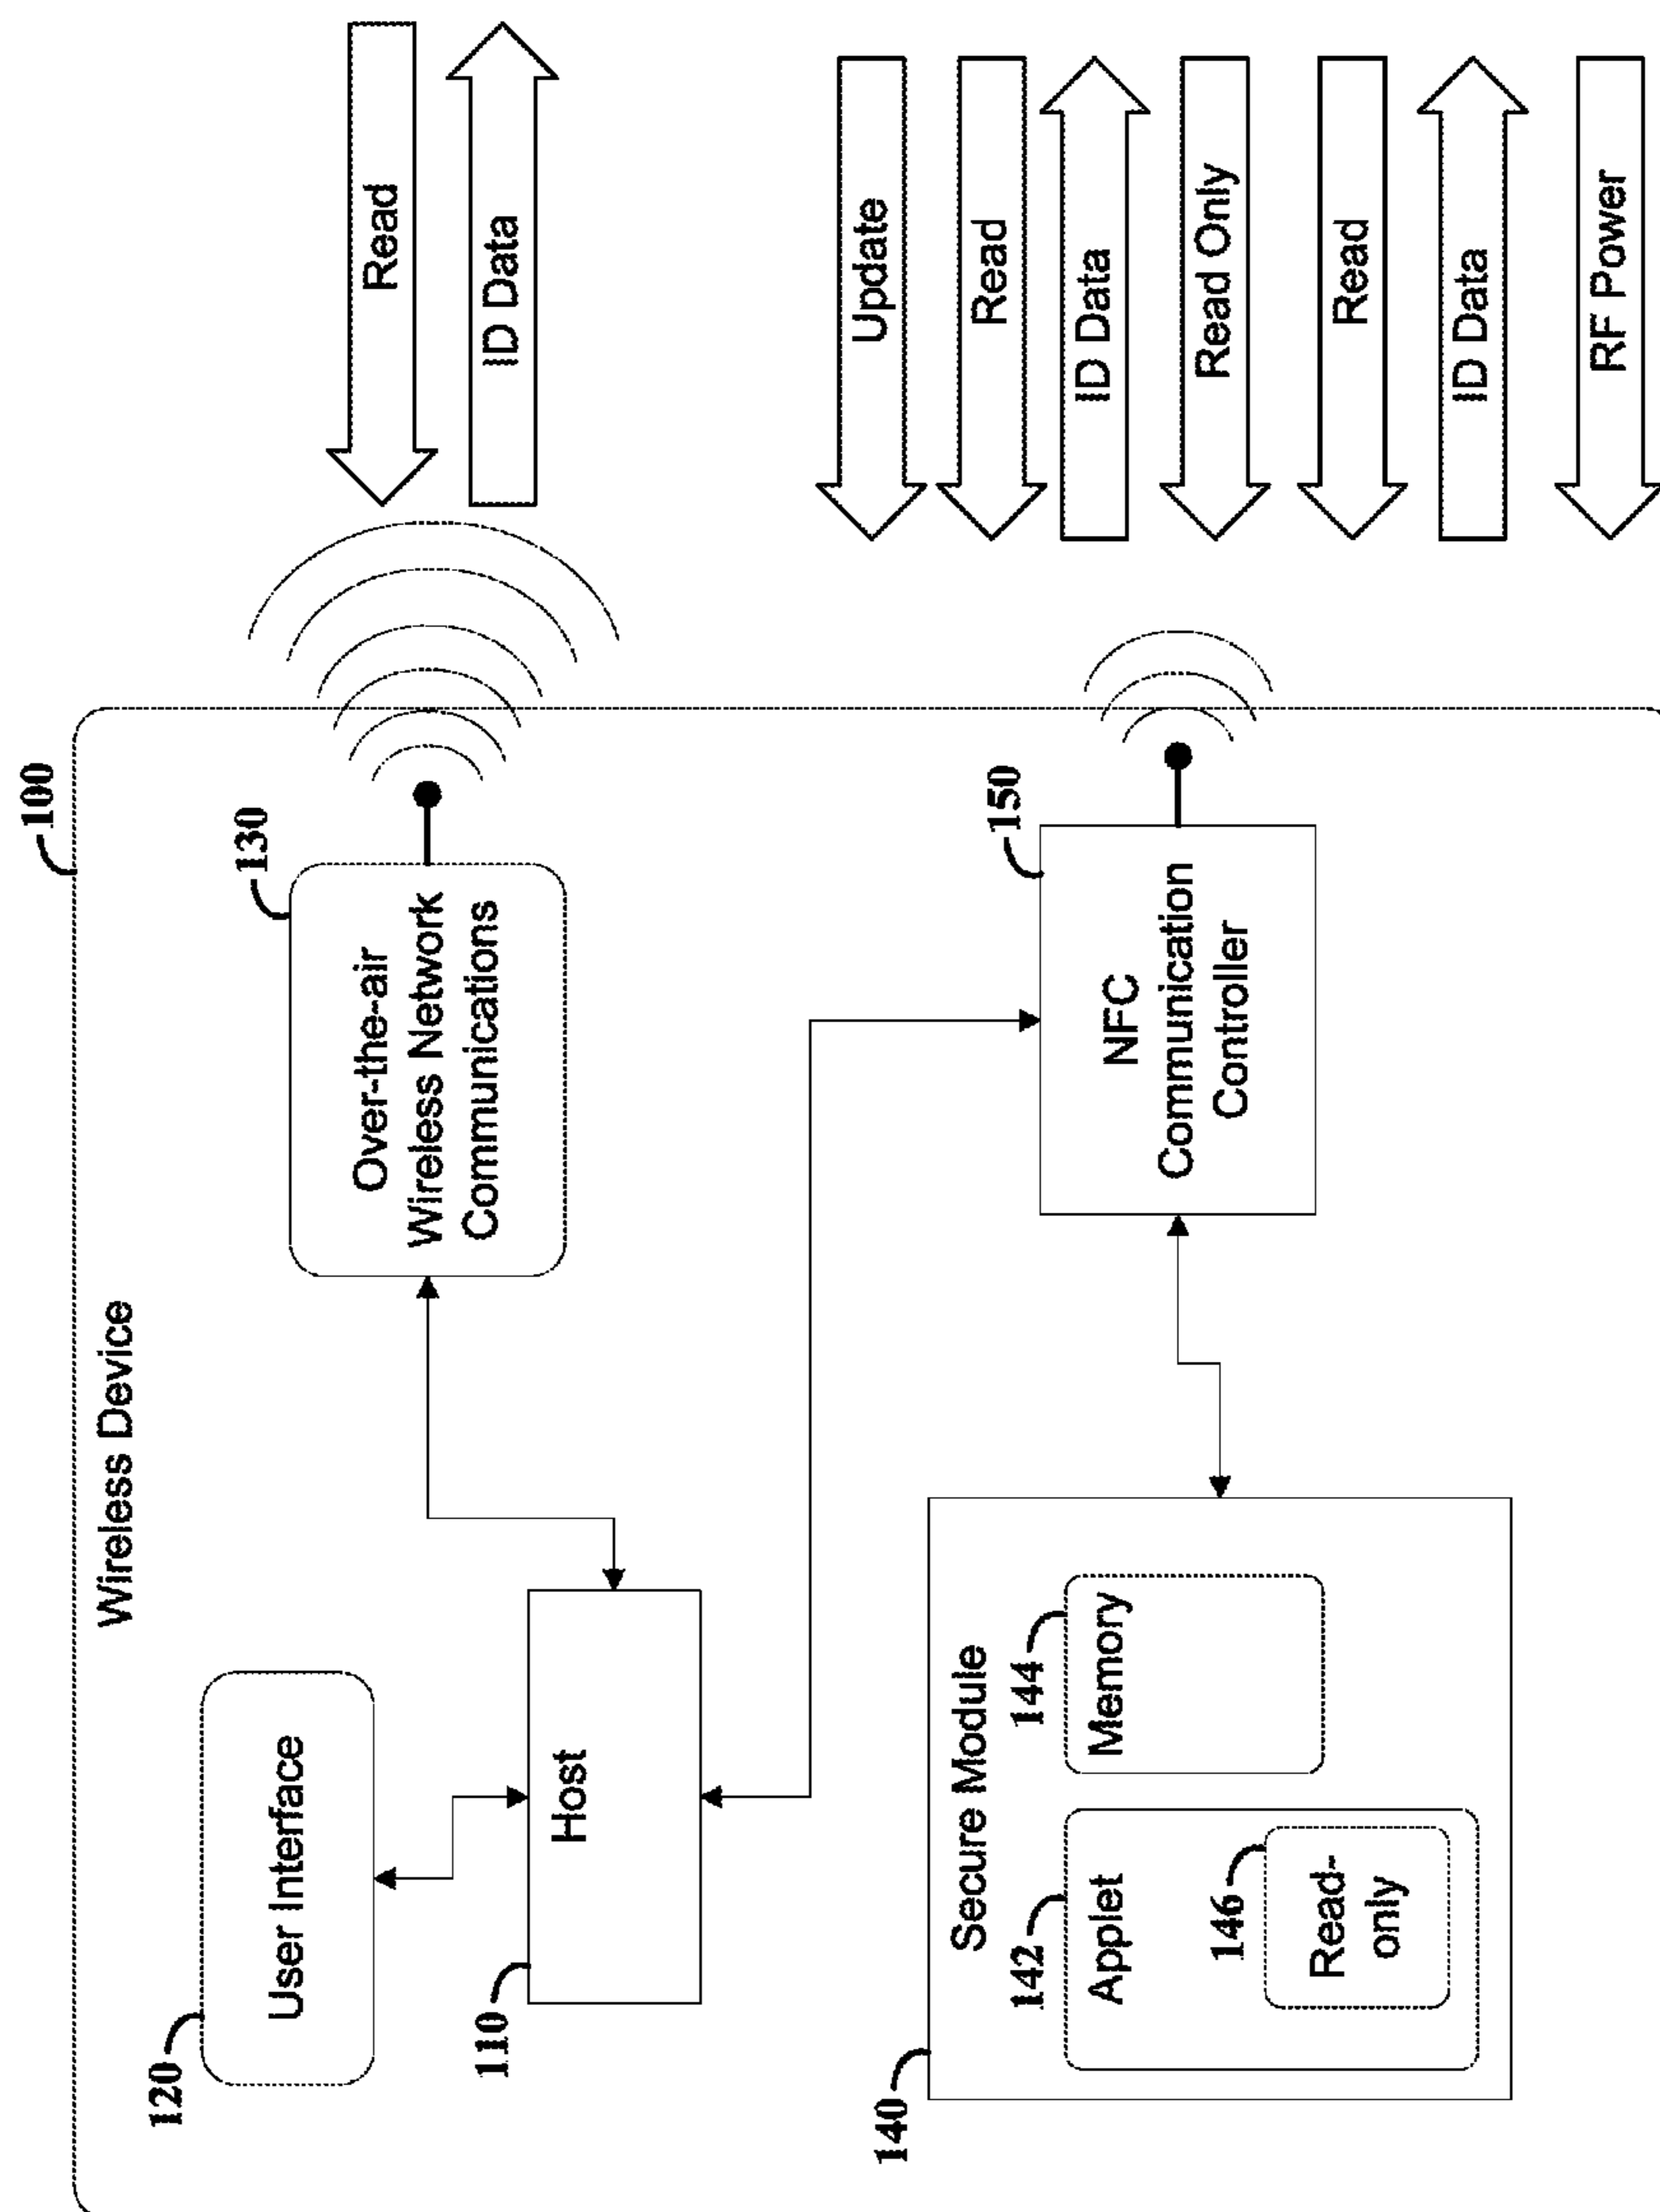 Wireless Device
100
120
User Interface
110
Host
130
Over-the-air
Wireless Network
Communications
Read
ID Data
140
Secure Module
142
Applet
146
Read-
only
144
Memory
150
NFC
Communication
Controller
Update
Read
ID Data
Read Only
Read
ID Data
RF Power